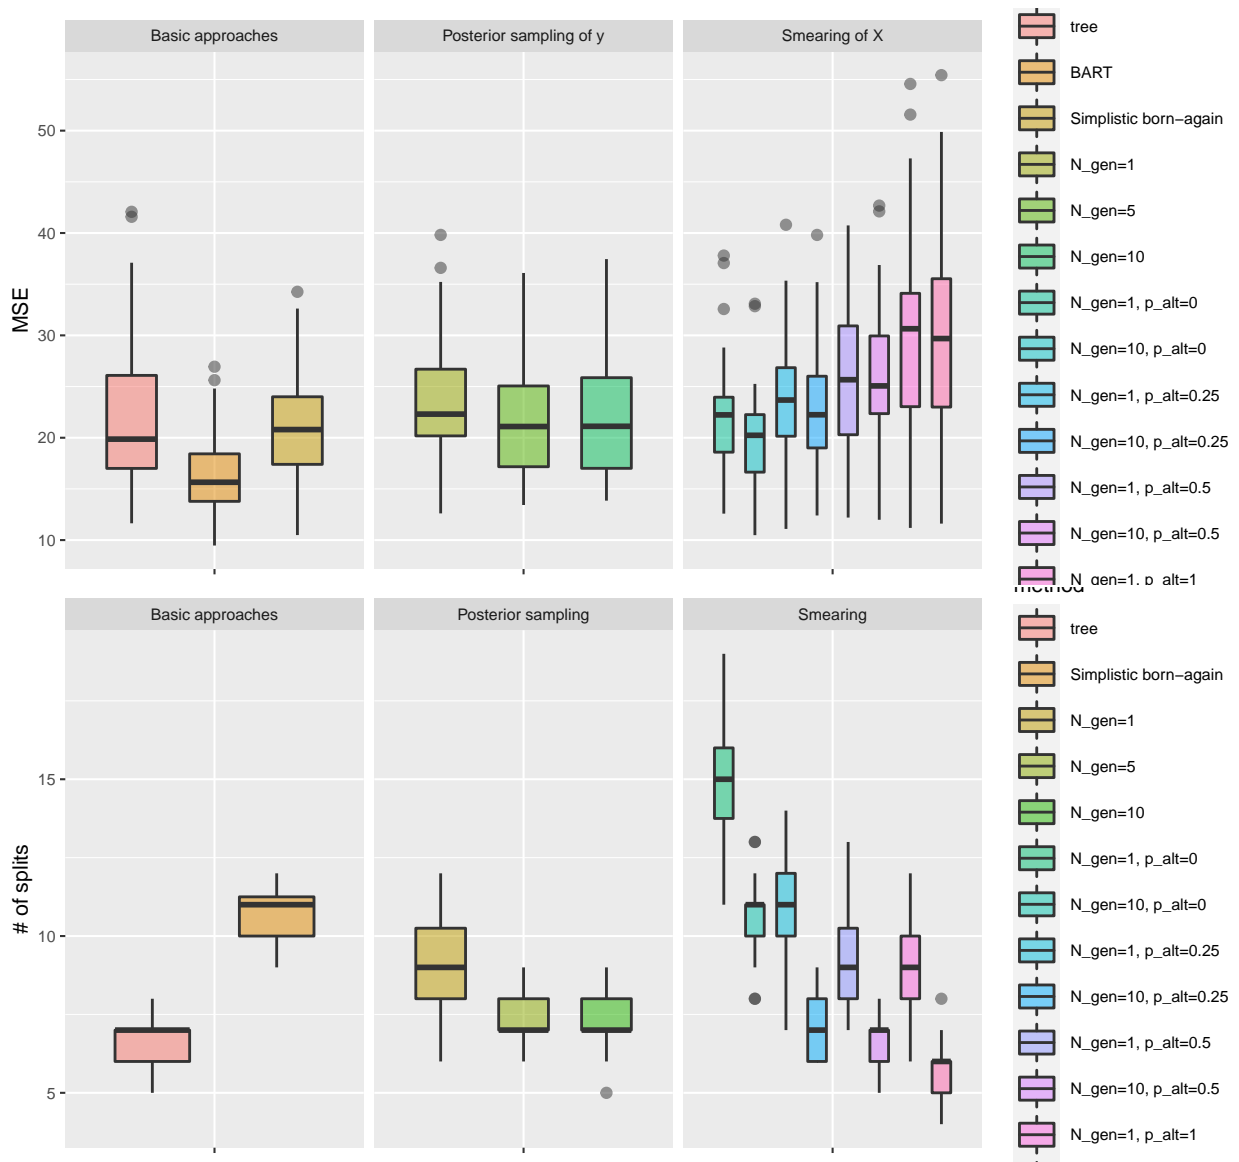 Basic approaches
Posterior sampling of y
Smearing of X
MSE
50
40
30
20
10
tree
BART
Simplistic born−again
N_gen=1
N_gen=5
N_gen=10
N_gen=1, p_alt=0
N_gen=10, p_alt=0
N_gen=1, p_alt=0.25
N_gen=10, p_alt=0.25
N_gen=1, p_alt=0.5
N_gen=10, p_alt=0.5
N_gen=1, p_alt=1
Basic approaches
Posterior sampling
Smearing
# of splits
15
10
5
method
tree
Simplistic born−again
N_gen=1
N_gen=5
N_gen=10
N_gen=1, p_alt=0
N_gen=10, p_alt=0
N_gen=1, p_alt=0.25
N_gen=10, p_alt=0.25
N_gen=1, p_alt=0.5
N_gen=10, p_alt=0.5
N_gen=1, p_alt=1